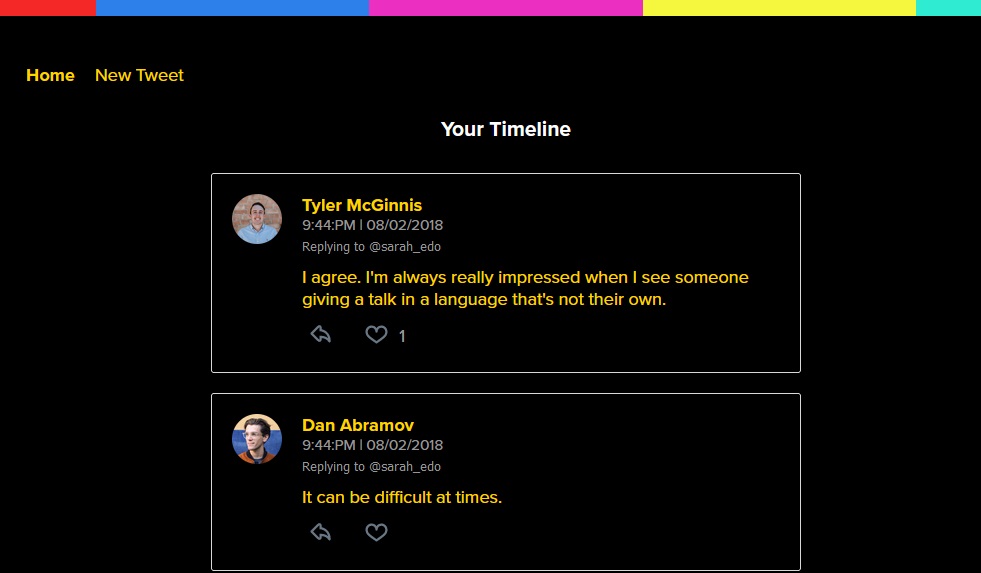 Home New Tweet
Your Timeline
Tyler McGinnis
9:44:PM | 08/02/2018
Replying to @sarah_edo
I agree. I'm always really impressed when I see someone
giving a talk in a language that's not their own.
1
Dan Abramov
9:44:PM | 08/02/2018
Replying to @sarah_edo
It can be difficult at times.